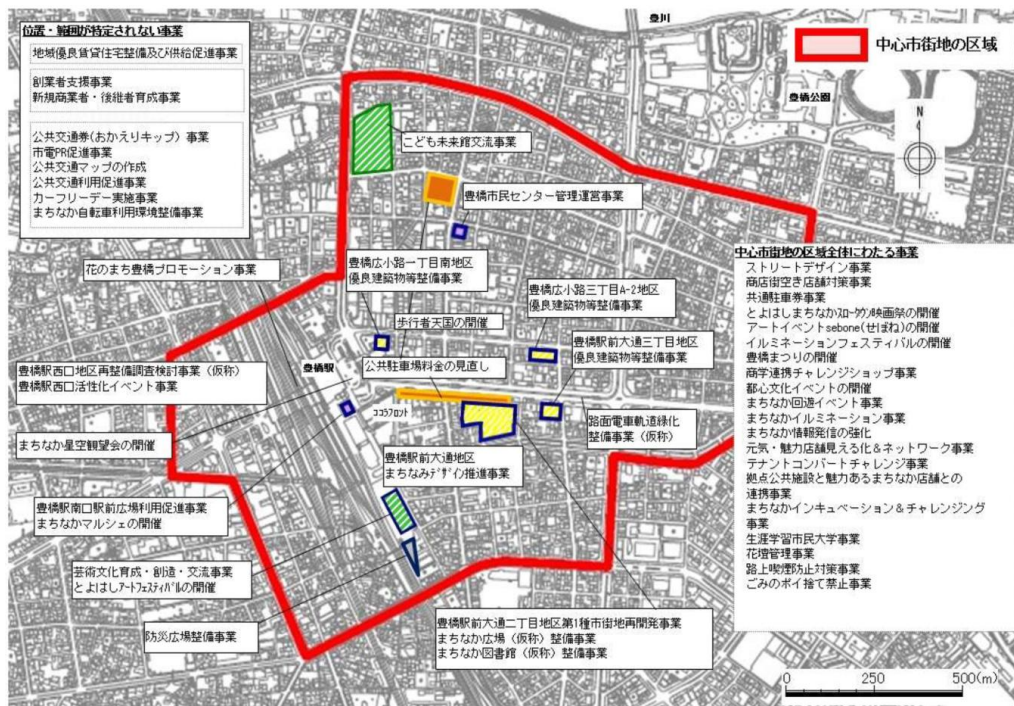 位置・範囲が特定されない事業
地域優良賃貸住宅整備及び供給促進事業
創業者支援事業
新規商業者・後継者育成事業
公共交通券(おかえりキップ)事業
市電PR促進事業
公共交通マップの作成
公共交通利用促進事業
カーフリーデー実施事業
まちなか自転車利用環境整備事業
豊川
中心市街地の区域
豊橋公園
N
こども未来館交流事業
豊橋市民センター管理運営事業
花のまち豊橋プロモーション事業
豊橋広小路一丁目南地区
優良建築物等整備事業
豊橋広小路三丁目A-2地区
優良建築物等整備事業
歩行者天国の開催
豊橋駅前大通三丁目地区
優良建築物等整備事業
公共駐車場料金の見直し
豊橋駅
豊橋駅西口地区再整備調査検討事業(仮称)
豊橋駅西口活性化イベント事業
ココラフロント
路面電車軌道緑化
整備事業(仮称)
まちなか星空観望会の開催
豊橋駅前大通地区
まちなみデザイン推進事業
豊橋駅南口駅前広場利用促進事業
まちなかマルシェの開催
芸術文化育成・創造・交流事業
とよはしアートフェスティバルの開催
防災広場整備事業
豊橋駅前大通二丁目地区第1種市街地再開発事業
まちなか広場(仮称)整備事業
まちなか図書館(仮称)整備事業
中心市街地の区域全体にわたる事業
ストリートデザイン事業
商店街空き店舗対策事業
共通駐車券事業
とよはしまちなかスロータウン映画祭の開催
アートイベントsebone(せぼね)の開催
イルミネーションフェスティバルの開催
豊橋まつりの開催
商学連携チャレンジショップ事業
都心文化イベントの開催
まちなか回遊イベント事業
まちなかイルミネーション事業
まちなか情報発信の強化
元気・魅力店舗見える化&ネットワーク事業
テナントコンバートチャレンジ事業
拠点公共施設と魅力あるまちなか店舗との
連携事業
まちなかインキュベーション&チャレンジング
事業
生涯学習市民大学事業
花壇管理事業
路上喫煙防止対策事業
ごみのポイ捨て禁止事業
0 250 500(m)